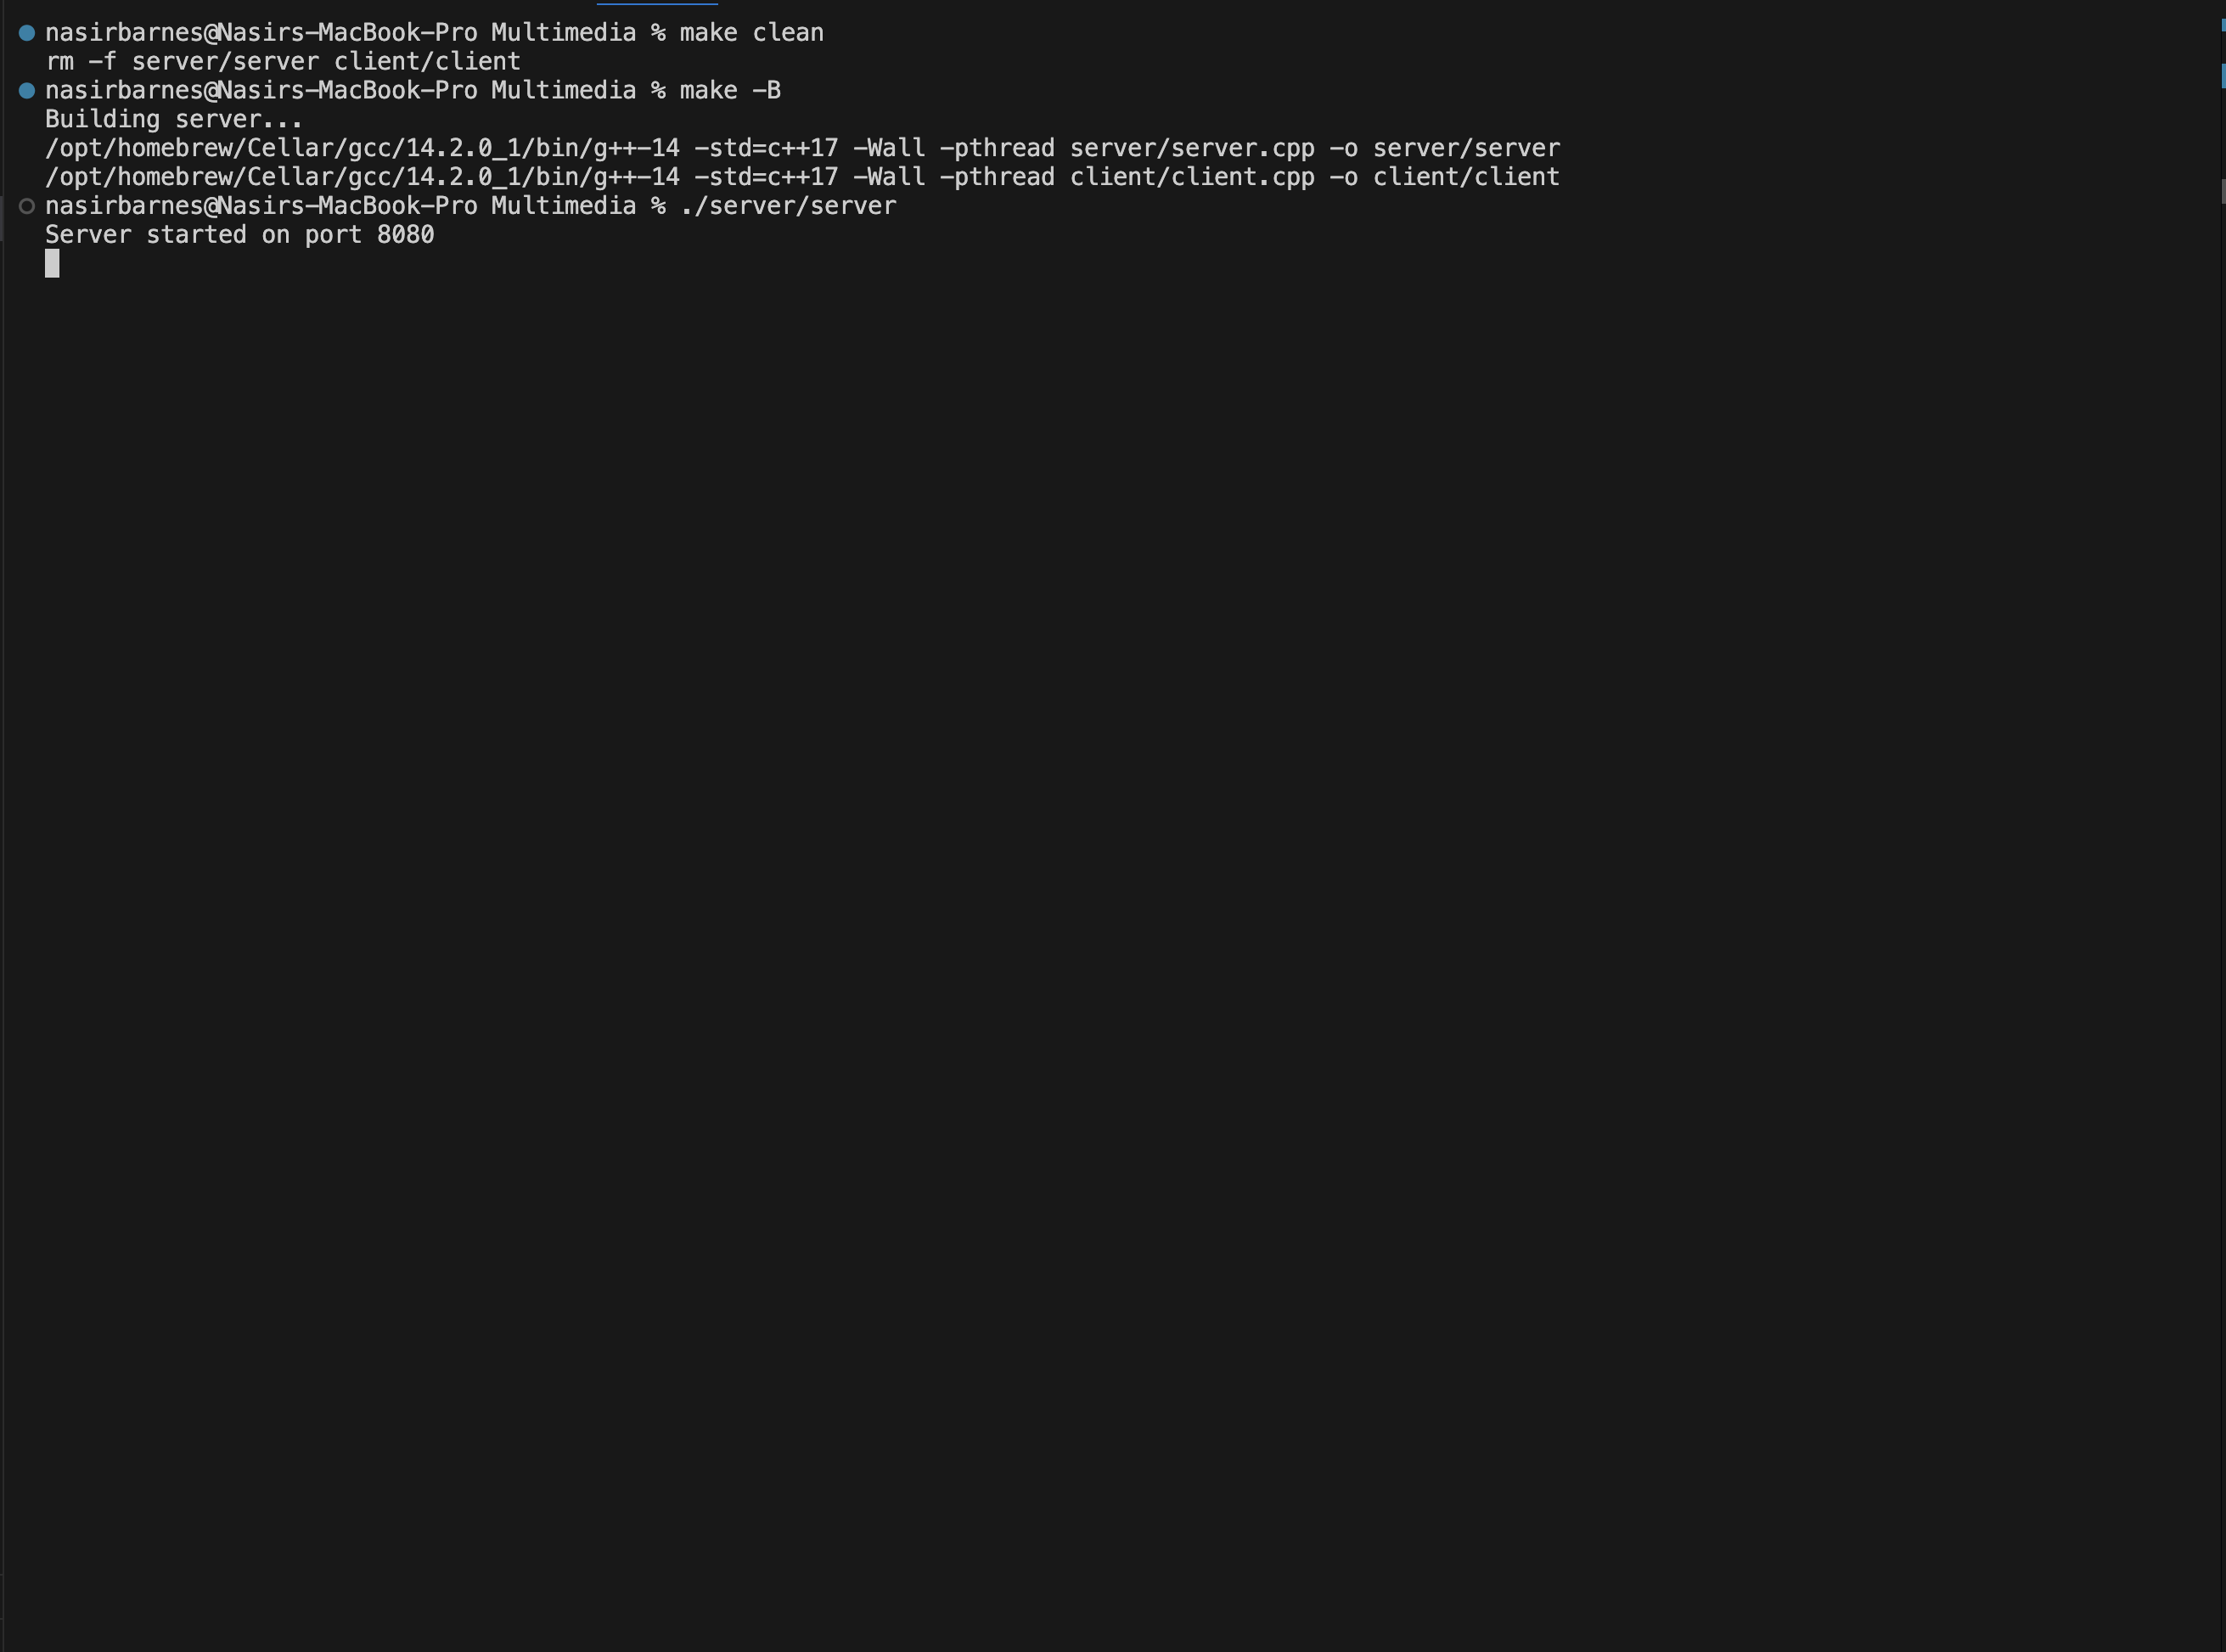 nasirbarnes@Nasirs-MacBook-Pro Multimedia % make clean
rm -f server/server client/client
nasirbarnes@Nasirs-MacBook-Pro Multimedia % make -B
Building server...
/opt/homebrew/Cellar/gcc/14.2.0_1/bin/g++-14 -std=c++17 -Wall -pthread server/server.cpp -o server/server
/opt/homebrew/Cellar/gcc/14.2.0_1/bin/g++-14 -std=c++17 -Wall -pthread client/client.cpp -o client/client
nasirbarnes@Nasirs-MacBook-Pro Multimedia % ./server/server
Server started on port 8080